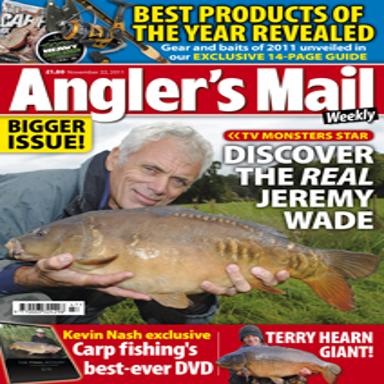 BEST PRODUCTS OF
THE YEAR REVEALED
Gear and baits of 2011 unveiled in
our EXCLUSIVE 14-PAGE GUIDE
CARP
HEAVY
£1.60 November 22, 2011
Angler's Mail
Weekly
BIGGER
ISSUE!
<<TV MONSTERS STAR
DISCOVER
THE REAL
JEREMY
WADE
Kevin Nash exclusive
Carp fishing's
best-ever DVD
TERRY HEARN
GIANT!